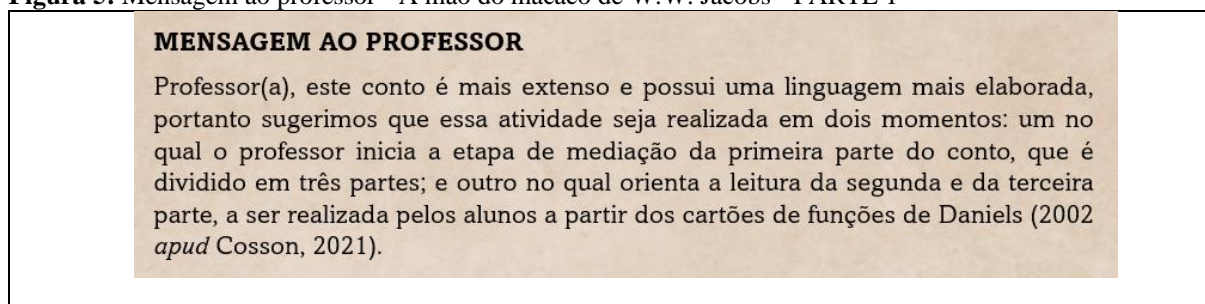 Figura 5: Mensagem ao professor - A mão do macaco de W.W. Jacobs - PARTE 1
MENSAGEM AO PROFESSOR
Professor(a), este conto é mais extenso e possui uma linguagem mais elaborada,
portanto sugerimos que essa atividade seja realizada em dois momentos: um no
qual o professor inicia a etapa de mediação da primeira parte do conto, que é
dividido em três partes; e outro no qual orienta a leitura da segunda e da terceira
parte, a ser realizada pelos alunos a partir dos cartões de funções de Daniels (2002
apud Cosson, 2021).